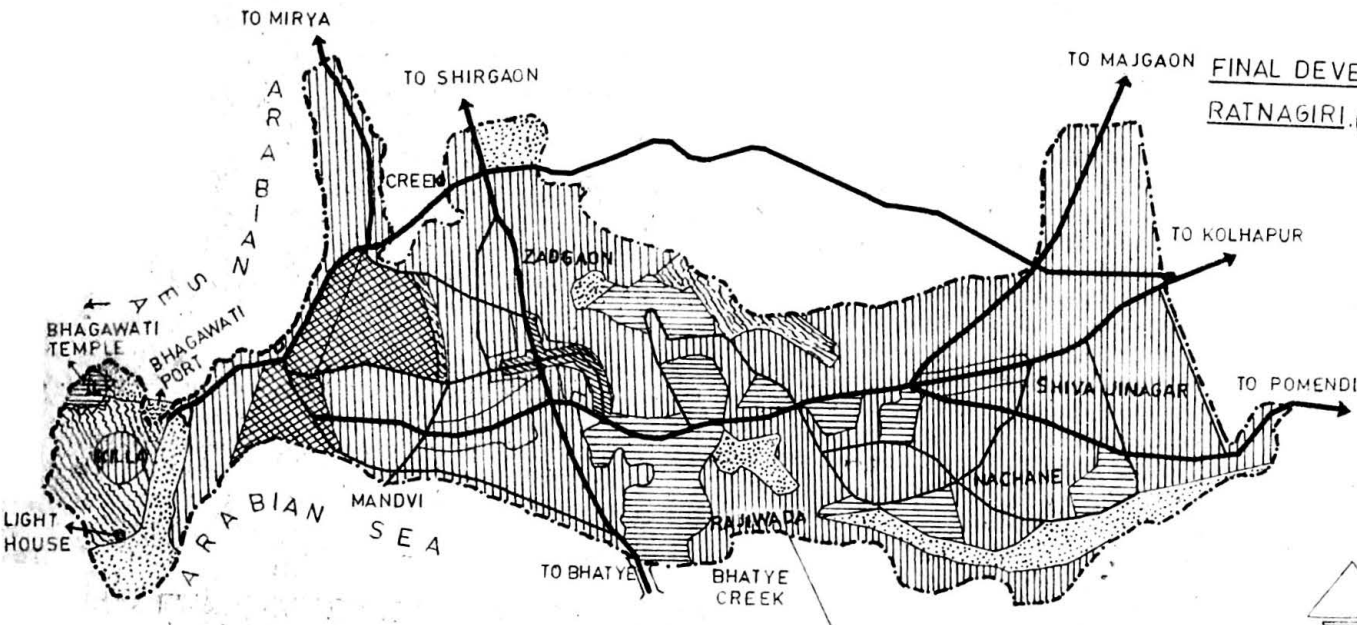 TO MIRYA
TO SHIRGAON
TO MAJGAON
FINAL DEVE
RATNAGIRI
ARABIAN SEA
CREEK
TO KOLHAPUR
ZADGAON
BHAGAWATI
TEMPLE
BHAGAWATI
PORT
SHIVAJINAGAR
TO POMENDI
KILLA
MANDVI
NACHANE
LIGHT
HOUSE
ARABIAN SEA
RAJIWADA
TO BHATYE
BHATYE
CREEK